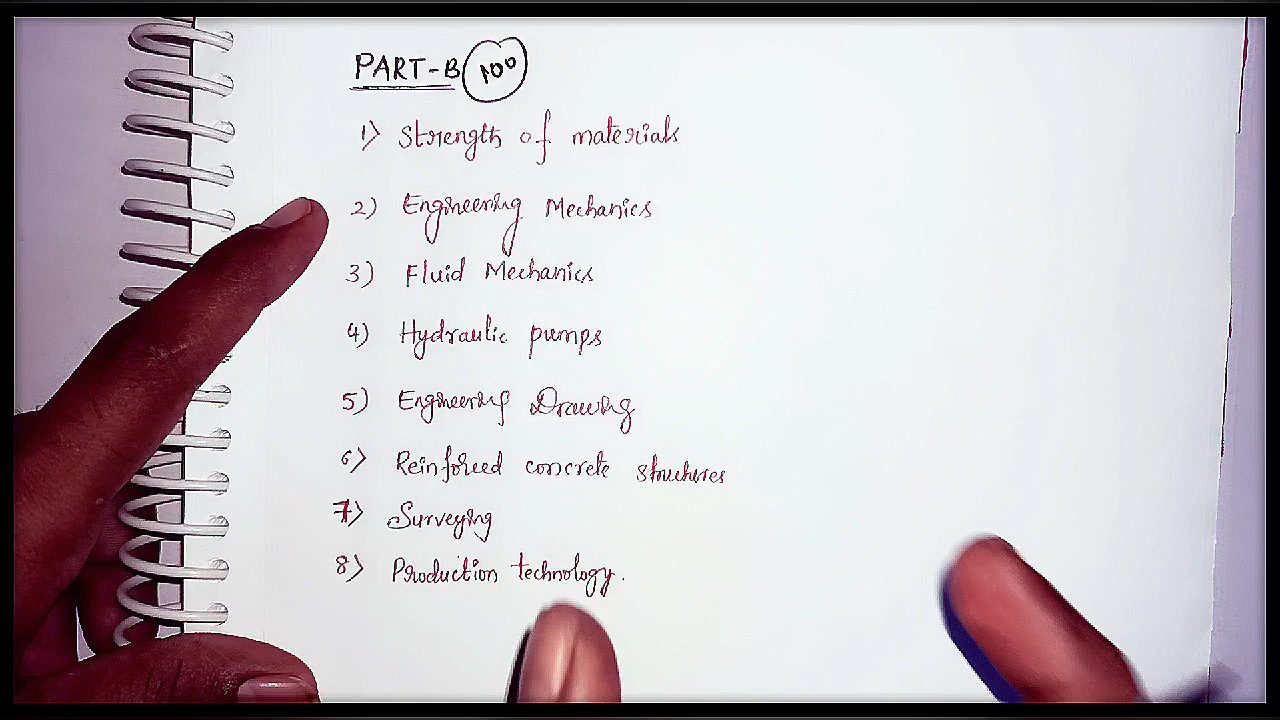 PART-B 100
1) Strength of materials
2) Engineering Mechanics
3) Fluid Mechanics
4) Hydraulic pumps
5) Engineering Drawing
6) Reinforced concrete structures
7) Surveying
8) Production technology.